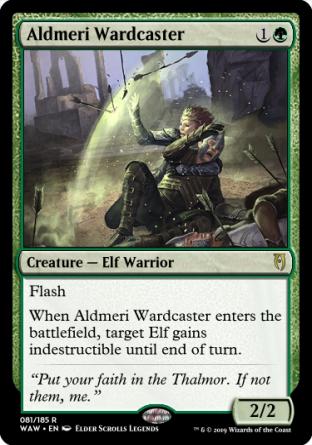 Aldmeri Wardcaster 1
Creature — Elf Warrior
Flash
When Aldmeri Wardcaster enters the
battlefield, target Elf gains
indestructible until end of turn.
“Put your faith in the Thalmor. If not
them, me.”
2/2
081/185 R
WAW • EN ELDER SCROLLS LEGENDS
™ & © 2019 Wizards of the Coast